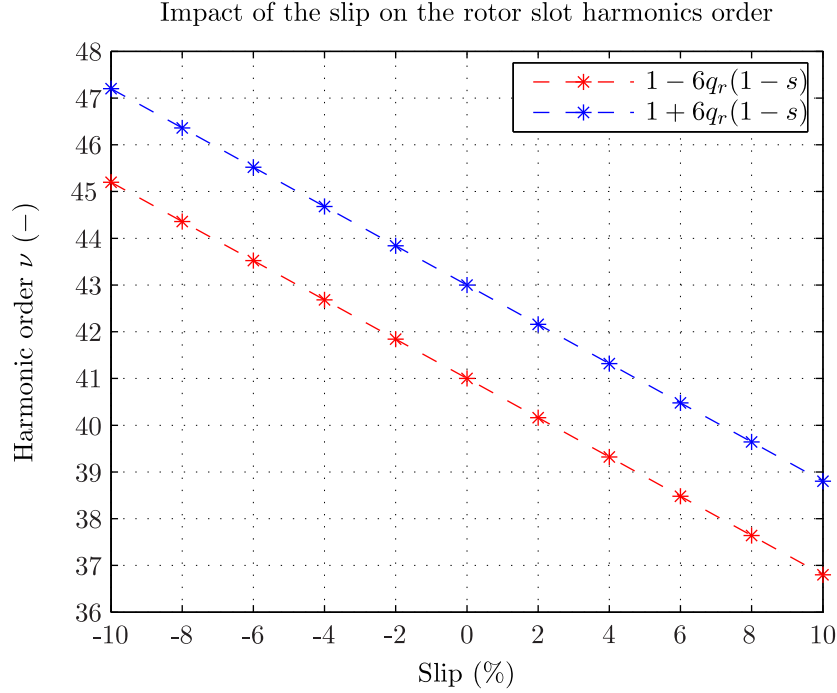 Impact of the slip on the rotor slot harmonics order
48
47
46
45
44
43
42
41
40
39
38
37
36
Harmonic order ν (−)
1 − 6q_r(1 − s)
1 + 6q_r(1 − s)
-10 -8 -6 -4 -2 0 2 4 6 8 10
Slip (%)